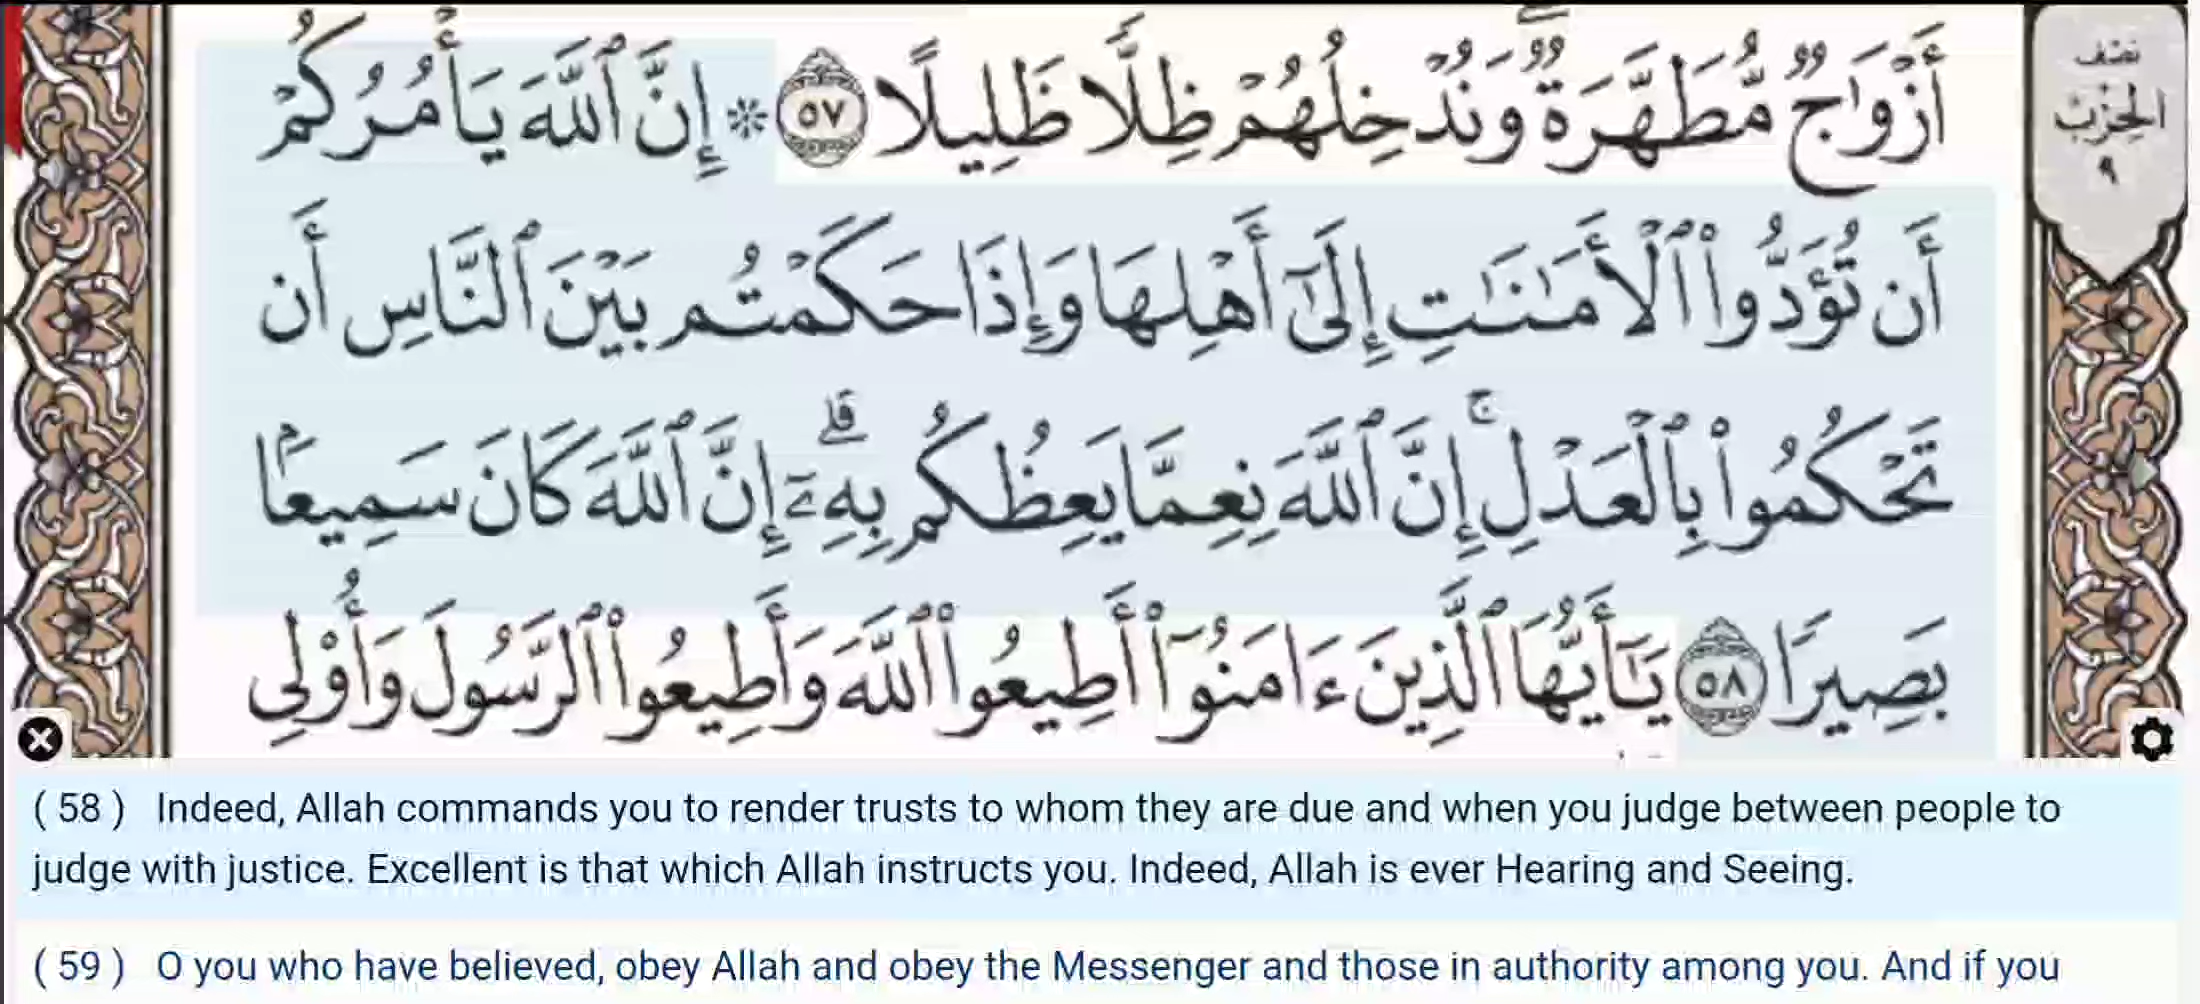 أَزْوَٰجٌ مُّطَهَّرَةٌ وَنُدْخِلُهُمْ ظِلًّا ظَلِيلًا ٥٧ ۞ إِنَّ ٱللَّهَ يَأْمُرُكُمْ
نصف
الحزب
٩
أَن تُؤَدُّوا۟ ٱلْأَمَـٰنَـٰتِ إِلَىٰٓ أَهْلِهَا وَإِذَا حَكَمْتُم بَيْنَ ٱلنَّاسِ أَن
تَحْكُمُوا۟ بِٱلْعَدْلِ ۚ إِنَّ ٱللَّهَ نِعِمَّا يَعِظُكُم بِهِۦٓ ۗ إِنَّ ٱللَّهَ كَانَ سَمِيعًۢا
بَصِيرًا ٥٨ يَـٰٓأَيُّهَا ٱلَّذِينَ ءَامَنُوٓا۟ أَطِيعُوا۟ ٱللَّهَ وَأَطِيعُوا۟ ٱلرَّسُولَ وَأُو۟لِى
( 58 ) Indeed, Allah commands you to render trusts to whom they are due and when you judge between people to
judge with justice. Excellent is that which Allah instructs you. Indeed, Allah is ever Hearing and Seeing.
( 59 ) O you who have believed, obey Allah and obey the Messenger and those in authority among you. And if you